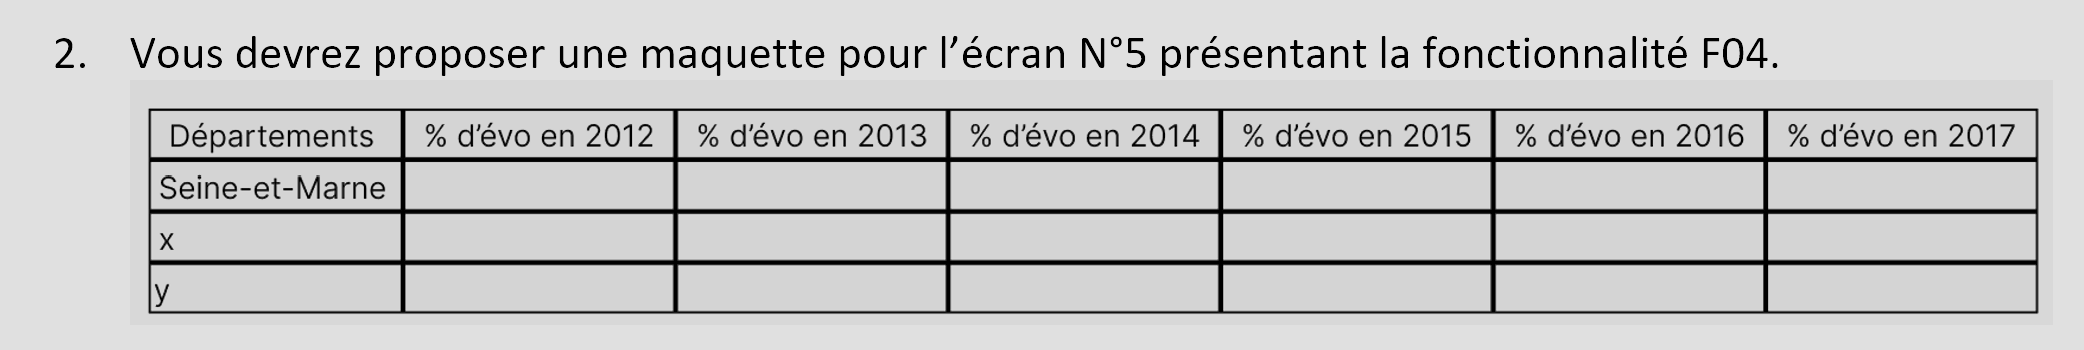 2. Vous devrez proposer une maquette pour l’écran N°5 présentant la fonctionnalité F04.
Départements % d’évo en 2012 % d’évo en 2013 % d’évo en 2014 % d’évo en 2015 % d’évo en 2016 % d’évo en 2017
Seine-et-Marne
x
y